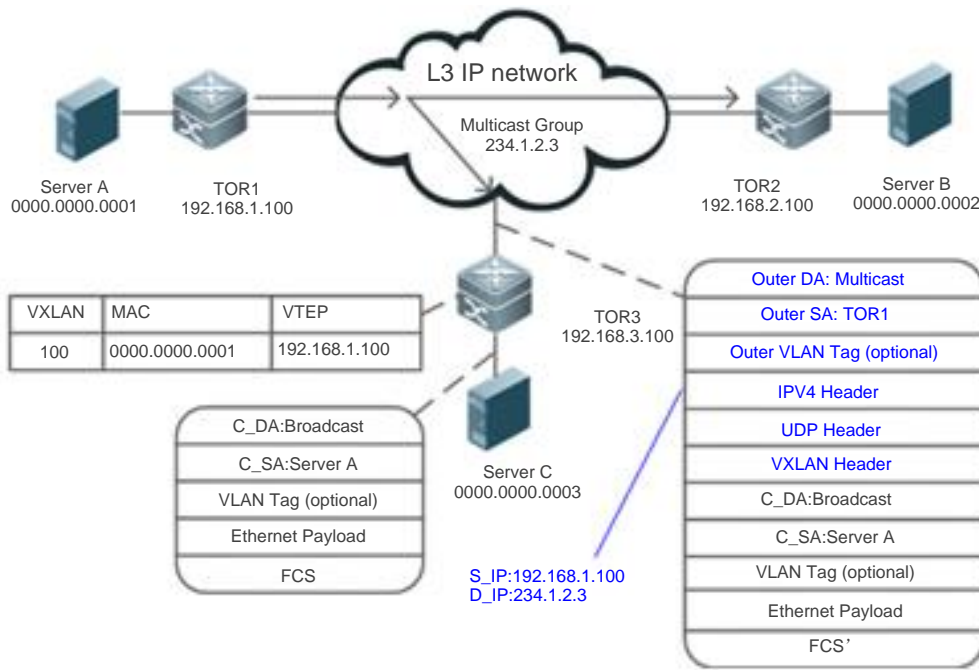 L3 IP network
Multicast Group
234.1.2.3
Server A
0000.0000.0001
TOR1
192.168.1.100
TOR2
192.168.2.100
Server B
0000.0000.0002
VXLAN MAC VTEP
100 0000.0000.0001 192.168.1.100
TOR3
192.168.3.100
C_DA:Broadcast
C_SA:Server A
VLAN Tag (optional)
Ethernet Payload
FCS
Server C
0000.0000.0003
S_IP:192.168.1.100
D_IP:234.1.2.3
Outer DA: Multicast
Outer SA: TOR1
Outer VLAN Tag (optional)
IPV4 Header
UDP Header
VXLAN Header
C_DA:Broadcast
C_SA:Server A
VLAN Tag (optional)
Ethernet Payload
FCS’